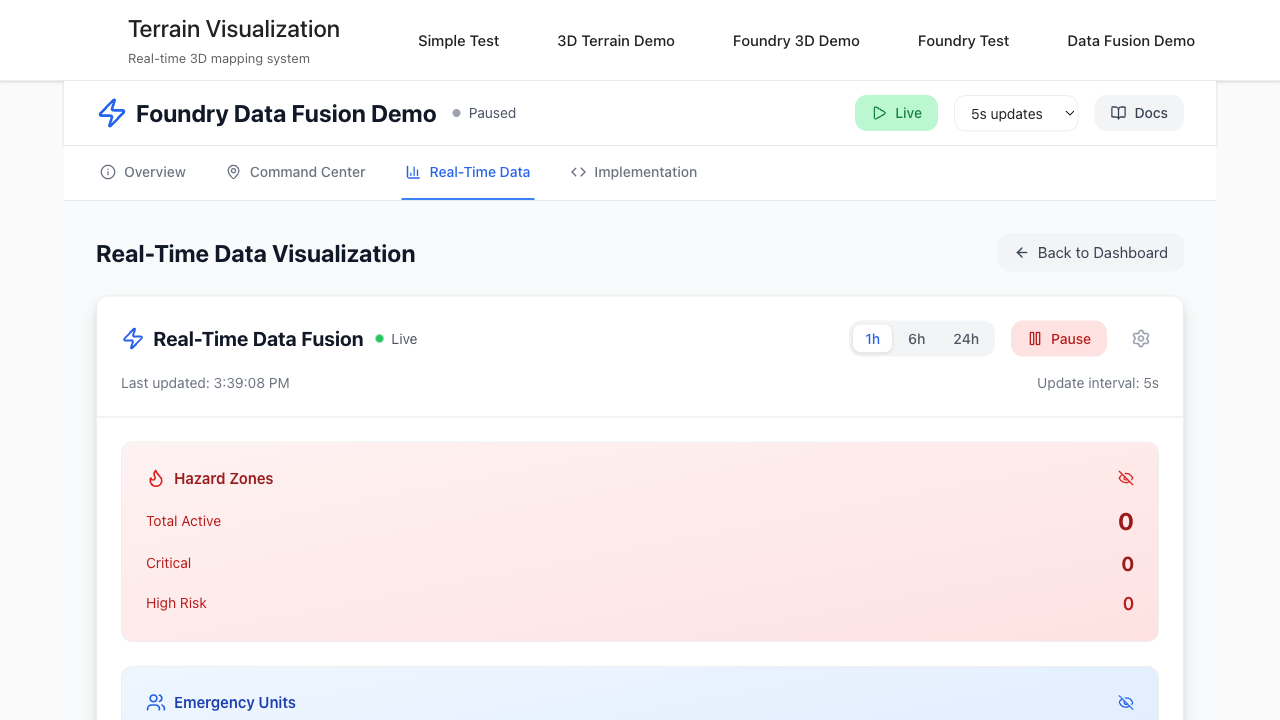 Terrain Visualization
Real-time 3D mapping system
Simple Test
3D Terrain Demo
Foundry 3D Demo
Foundry Test
Data Fusion Demo
Foundry Data Fusion Demo
Paused
Live
5s updates
Docs
Overview
Command Center
Real-Time Data
Implementation
Real-Time Data Visualization
Back to Dashboard
Real-Time Data Fusion
Live
1h
6h
24h
Pause
Last updated: 3:39:08 PM
Update interval: 5s
Hazard Zones
Total Active
0
Critical
0
High Risk
0
Emergency Units